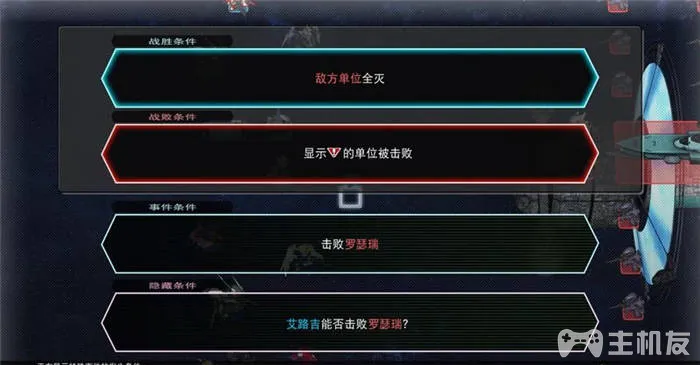 战胜条件
敌方单位全灭
战败条件
显示 的单位被击败
事件条件
击败罗瑟瑞
隐藏条件
艾路吉能否击败罗瑟瑞?
主机友